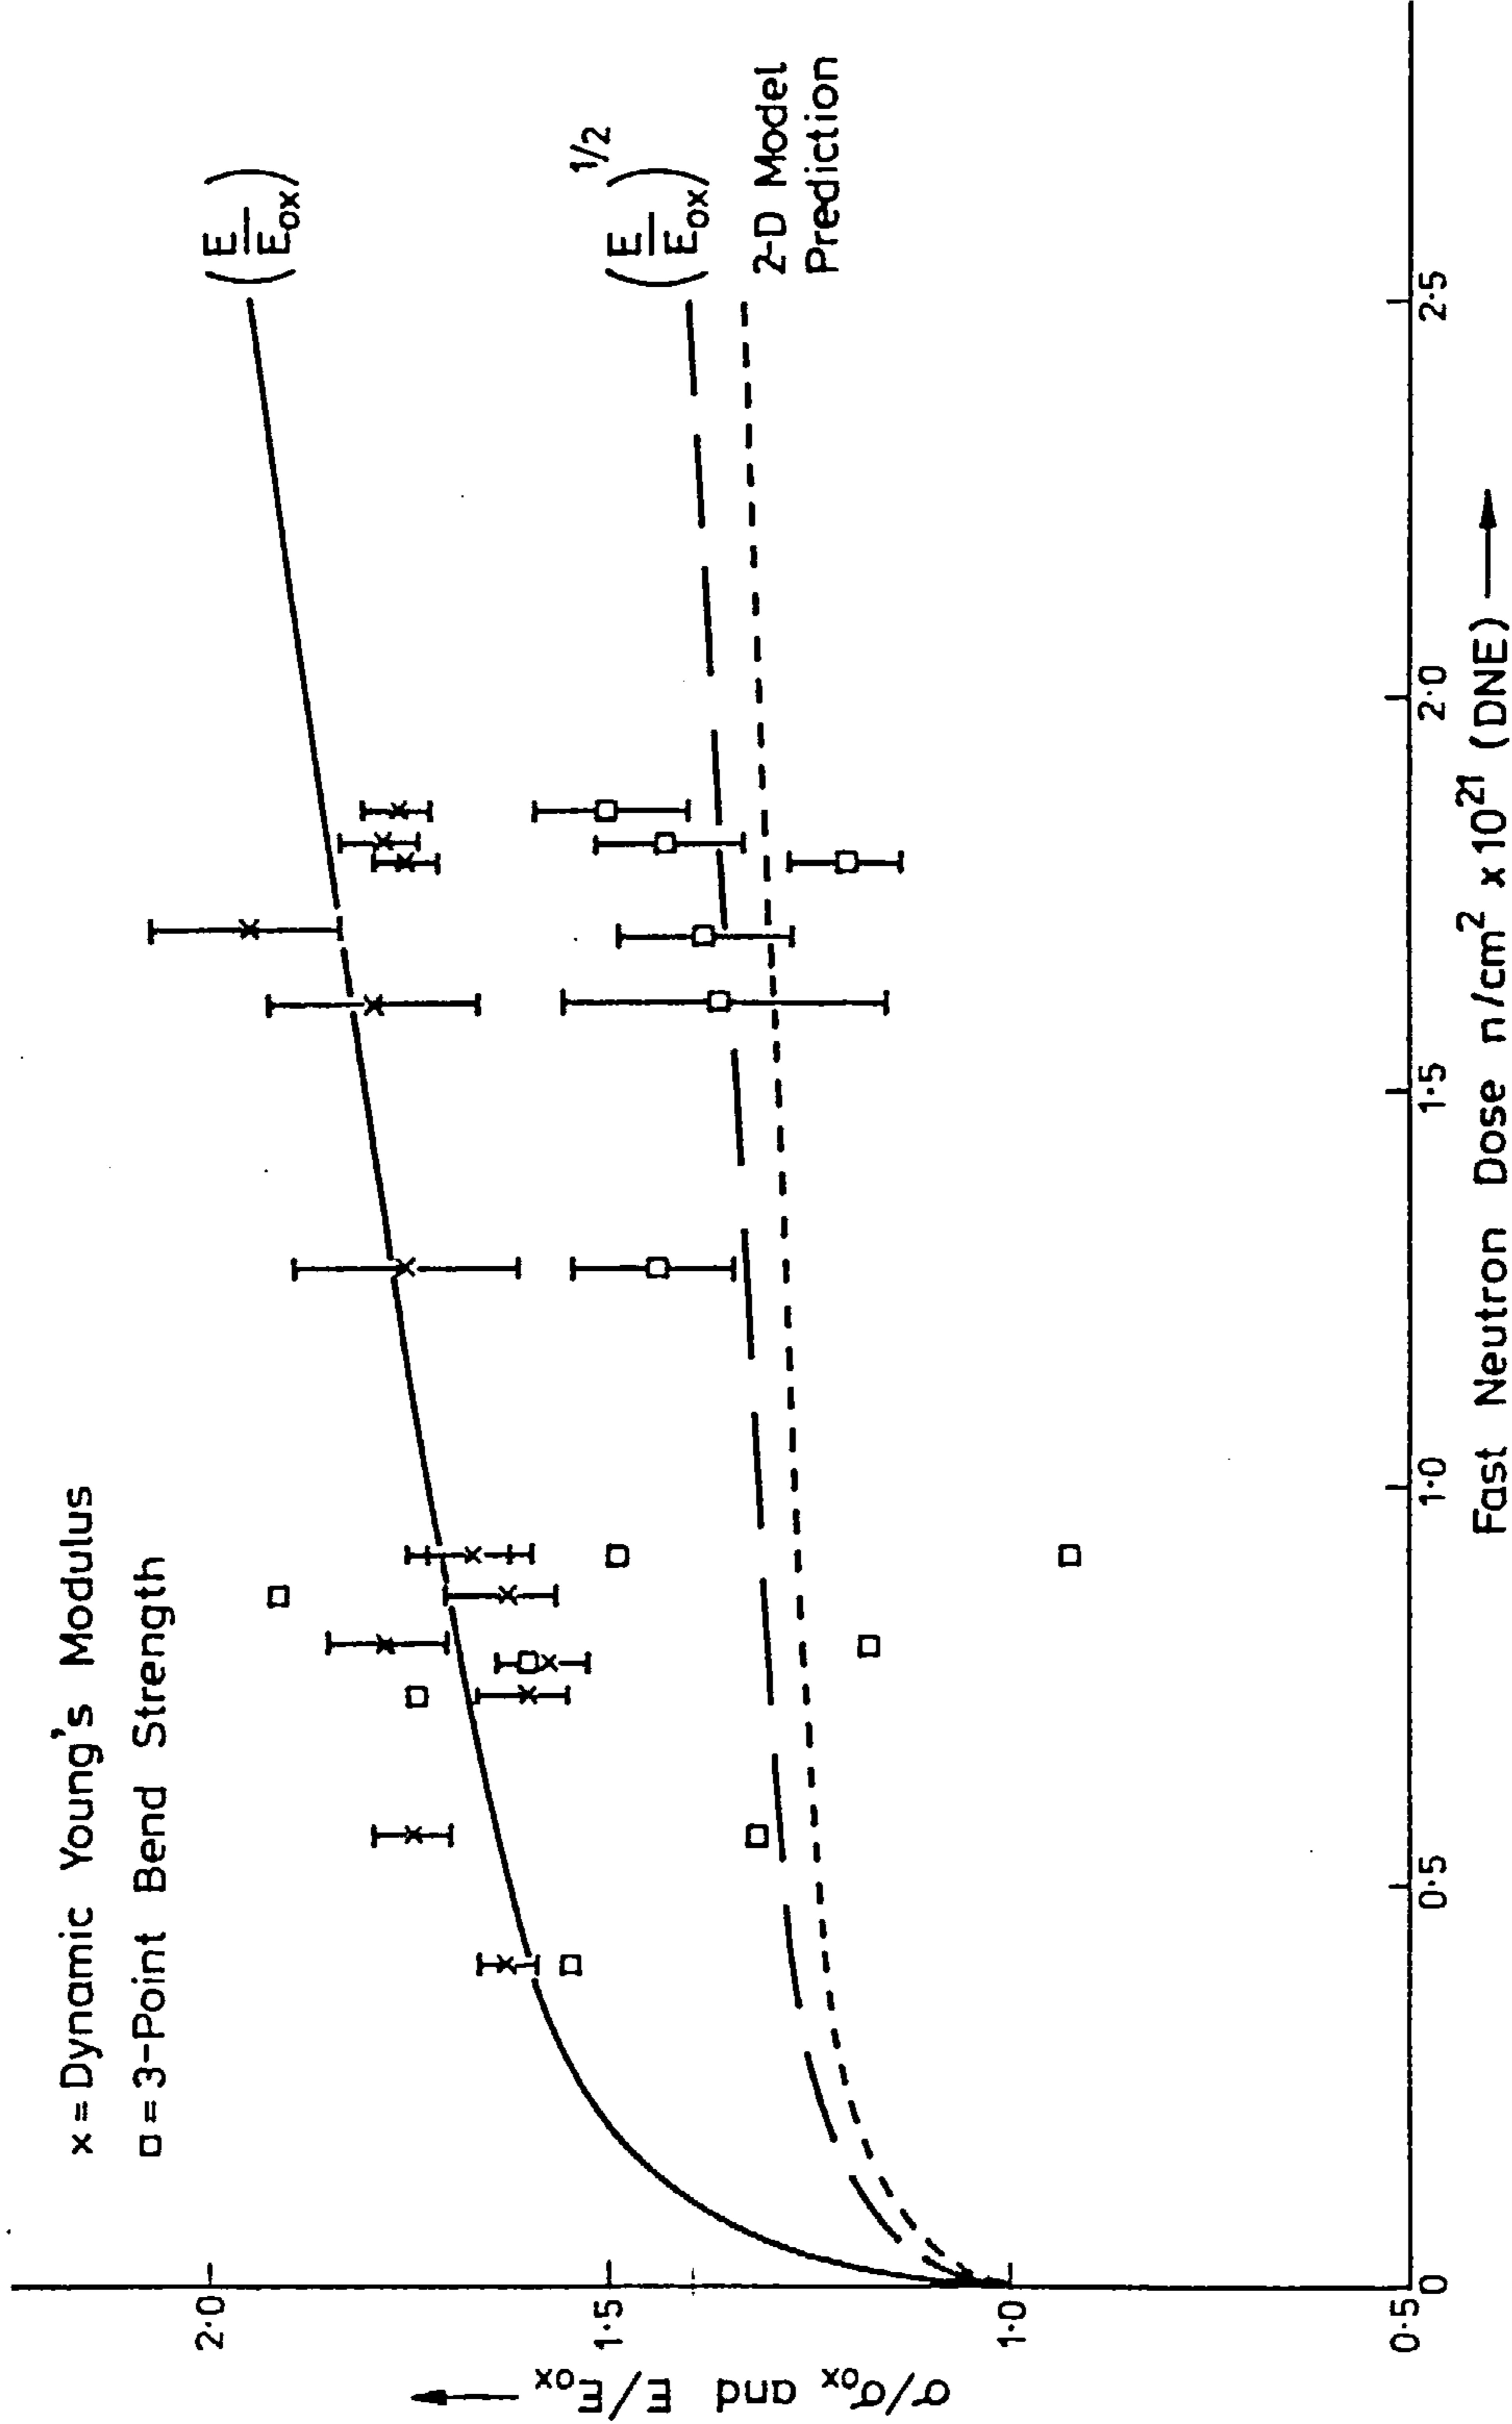 x = Dynamic Young's Modulus
□ = 3-Point Bend Strength
(E/Eox)
(E/Eox)^1/2
2-D Model
Prediction
σ/σox and E/Eox
2·0
1·5
1·0
0·5
0
0·5
1·0
1·5
2·0
2·5
Fast Neutron Dose n/cm² x 10²¹ (DNE)